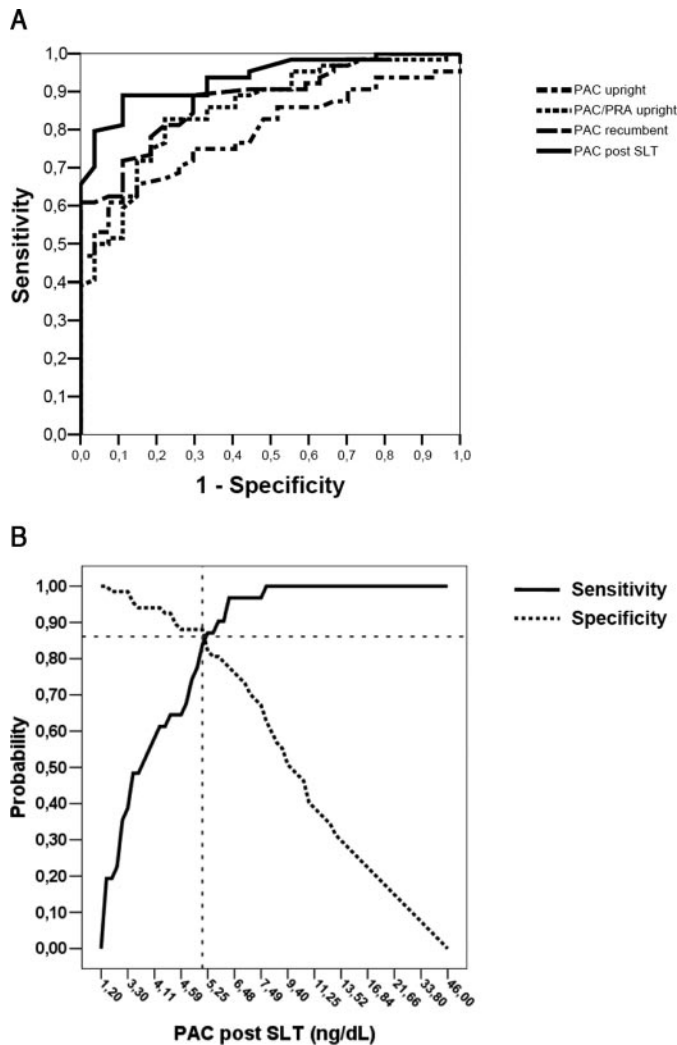 A
1,0
0,9
0,8
0,7
0,6
0,5
0,4
0,3
0,2
0,1
0,0
Sensitivity
0,0 0,1 0,2 0,3 0,4 0,5 0,6 0,7 0,8 0,9 1,0
1 - Specificity
PAC upright
PAC/PRA upright
PAC recumbent
PAC post SLT
B
1,00
0,90
0,80
0,70
0,60
0,50
0,40
0,30
0,20
0,10
0,00
Probability
1,20 3,30 4,11 4,59 5,25 6,48 7,49 9,40 11,25 13,52 16,84 21,66 33,80 46,00
PAC post SLT (ng/dL)
Sensitivity
Specificity